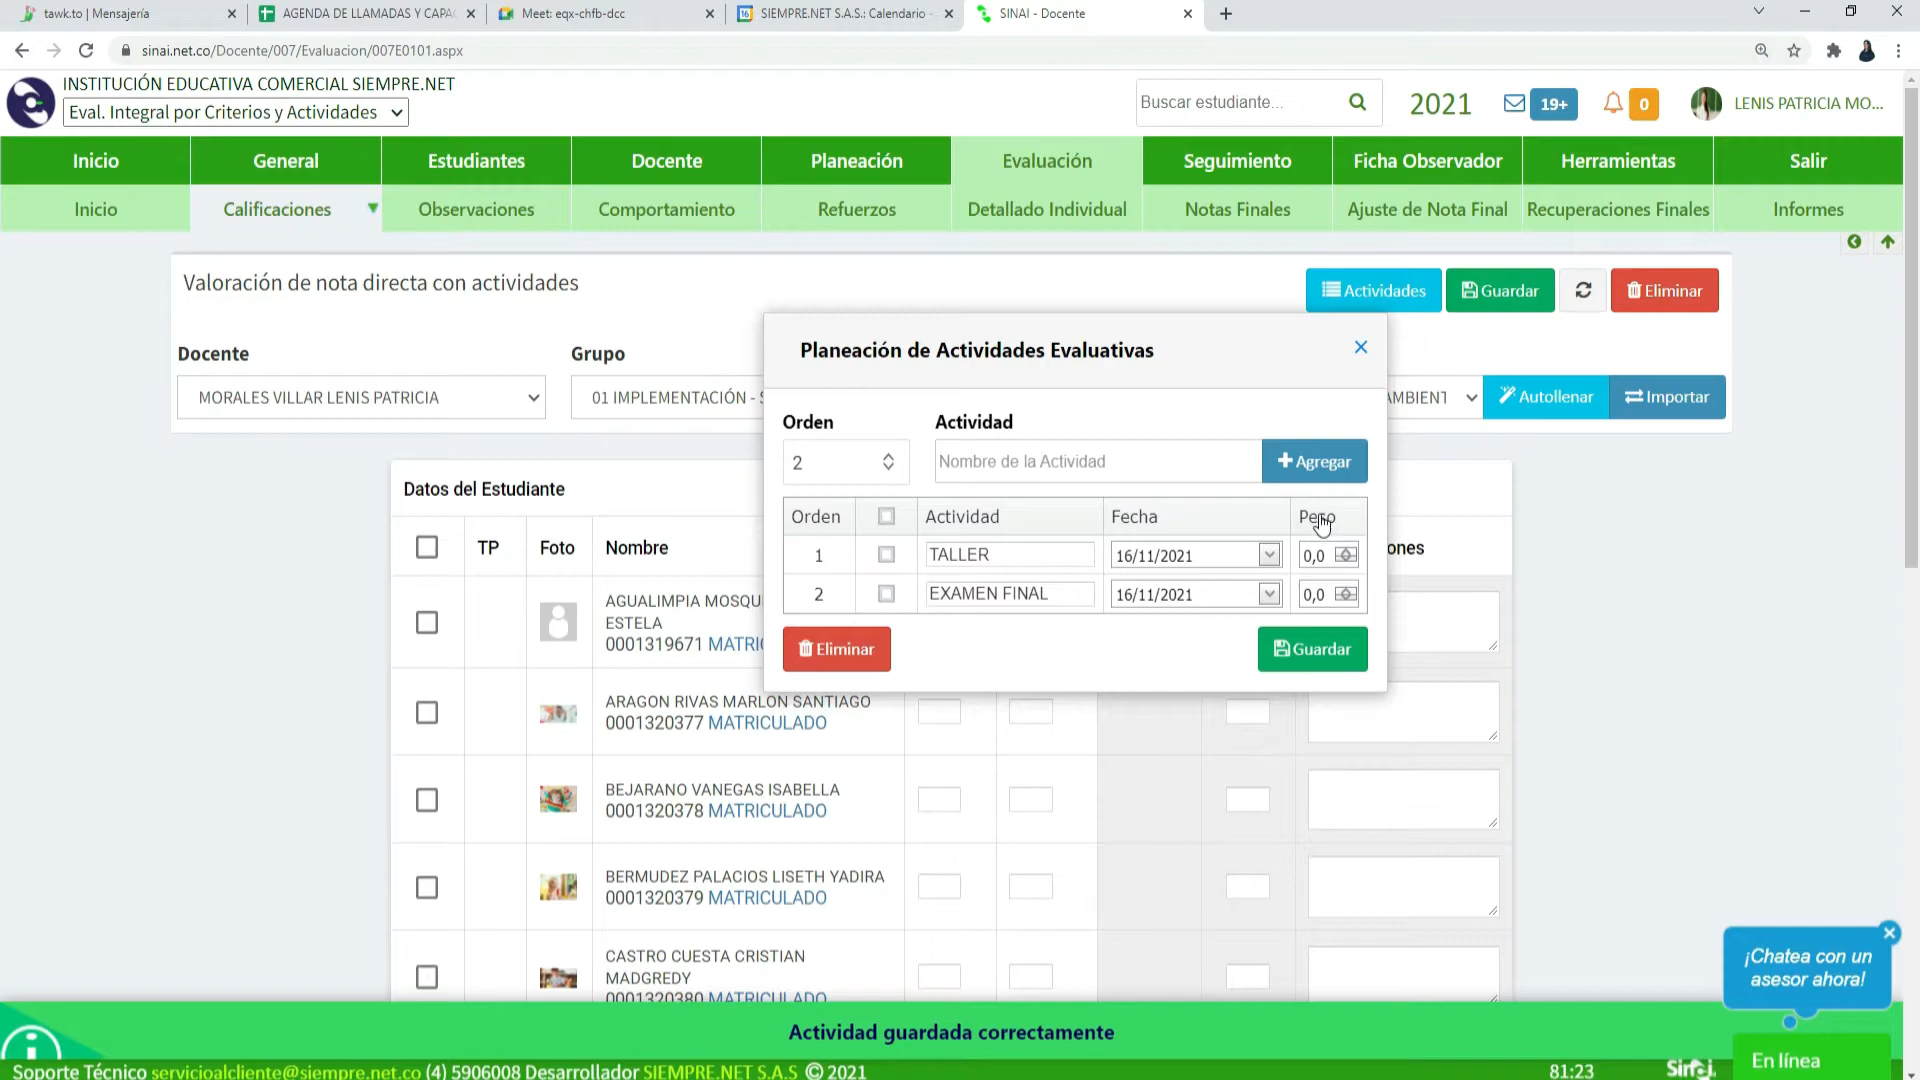 tawk.to | Mensajería
AGENDA DE LLAMADAS Y CAPA
Meet: eqx-chfb-dcc
SIEMPRE.NET S.A.S.: Calendario -
SINAI - Docente
sinai.net.co/Docente/007/Evaluacion/007E0101.aspx
INSTITUCIÓN EDUCATIVA COMERCIAL SIEMPRE.NET
Eval. Integral por Criterios y Actividades
Buscar estudiante...
2021
19+
0
LENIS PATRICIA MO...
Inicio
General
Estudiantes
Docente
Planeación
Evaluación
Seguimiento
Ficha Observador
Herramientas
Salir
Inicio
Calificaciones
Observaciones
Comportamiento
Refuerzos
Detallado Individual
Notas Finales
Ajuste de Nota Final
Recuperaciones Finales
Informes
Valoración de nota directa con actividades
Actividades
Guardar
Eliminar
Docente
Grupo
MORALES VILLAR LENIS PATRICIA
01 IMPLEMENTACIÓN - S
AMBIENT
Autollenar
Importar
Planeación de Actividades Evaluativas
Orden
Actividad
2
Nombre de la Actividad
Agregar
Orden
Actividad
Fecha
Peso
1
TALLER
16/11/2021
0,0
2
EXAMEN FINAL
16/11/2021
0,0
Eliminar
Guardar
Datos del Estudiante
TP
Foto
Nombre
ones
AGUALIMPIA MOSQU
ESTELA
0001319671 MATRIC
ARAGON RIVAS MARLON SANTIAGO
0001320377 MATRICULADO
BEJARANO VANEGAS ISABELLA
0001320378 MATRICULADO
BERMUDEZ PALACIOS LISETH YADIRA
0001320379 MATRICULADO
CASTRO CUESTA CRISTIAN
MADGREDY
0001320380 MATRICULADO
¡Chatea con un
asesor ahora!
Actividad guardada correctamente
En línea
Soporte Técnico servicioalcliente@siempre.net.co (4) 5906008 Desarrollador SIEMPRE.NET S.A.S © 2021
81:23